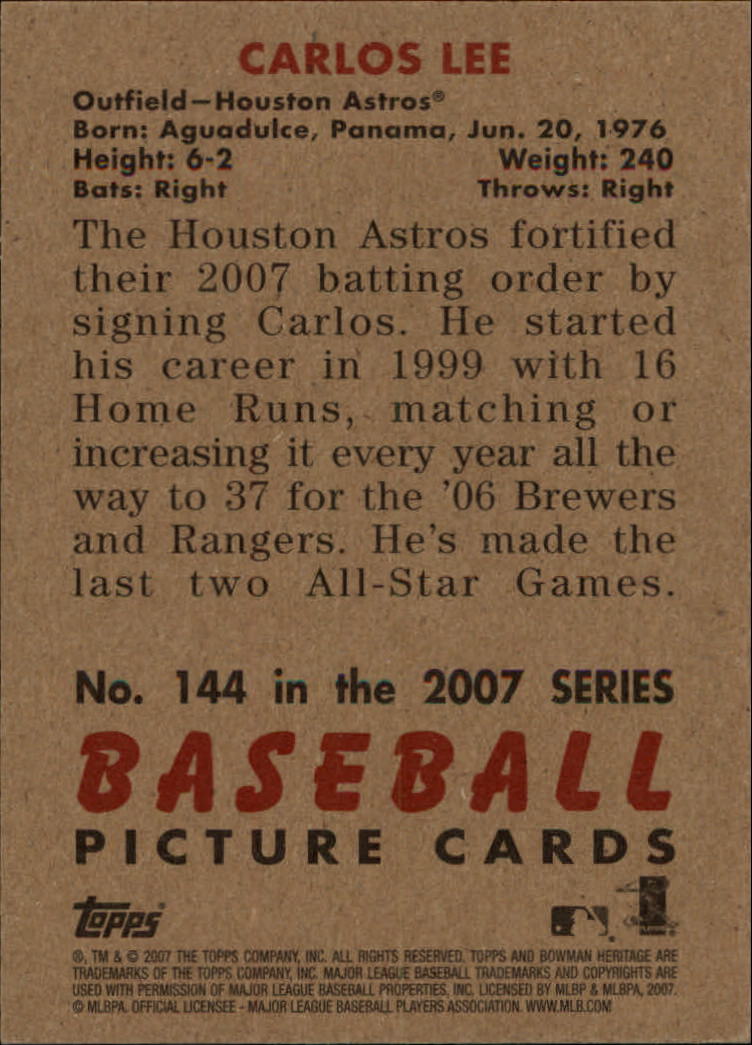 CARLOS LEE
Outfield—Houston Astros®
Born: Aguadulce, Panama, Jun. 20, 1976
Height: 6-2 Weight: 240
Bats: Right Throws: Right
The Houston Astros fortified
their 2007 batting order by
signing Carlos. He started
his career in 1999 with 16
Home Runs, matching or
increasing it every year all the
way to 37 for the '06 Brewers
and Rangers. He's made the
last two All-Star Games.
No. 144 in the 2007 SERIES
BASEBALL
PICTURE CARDS
Topps
®, TM & © 2007 THE TOPPS COMPANY, INC. ALL RIGHTS RESERVED. TOPPS AND BOWMAN HERITAGE ARE
TRADEMARKS OF THE TOPPS COMPANY, INC. MAJOR LEAGUE BASEBALL TRADEMARKS AND COPYRIGHTS ARE
USED WITH PERMISSION OF MAJOR LEAGUE BASEBALL PROPERTIES, INC. LICENSED BY MLBP & MLBPA, 2007.
© MLBPA. OFFICIAL LICENSEE - MAJOR LEAGUE BASEBALL PLAYERS ASSOCIATION. WWW.MLB.COM